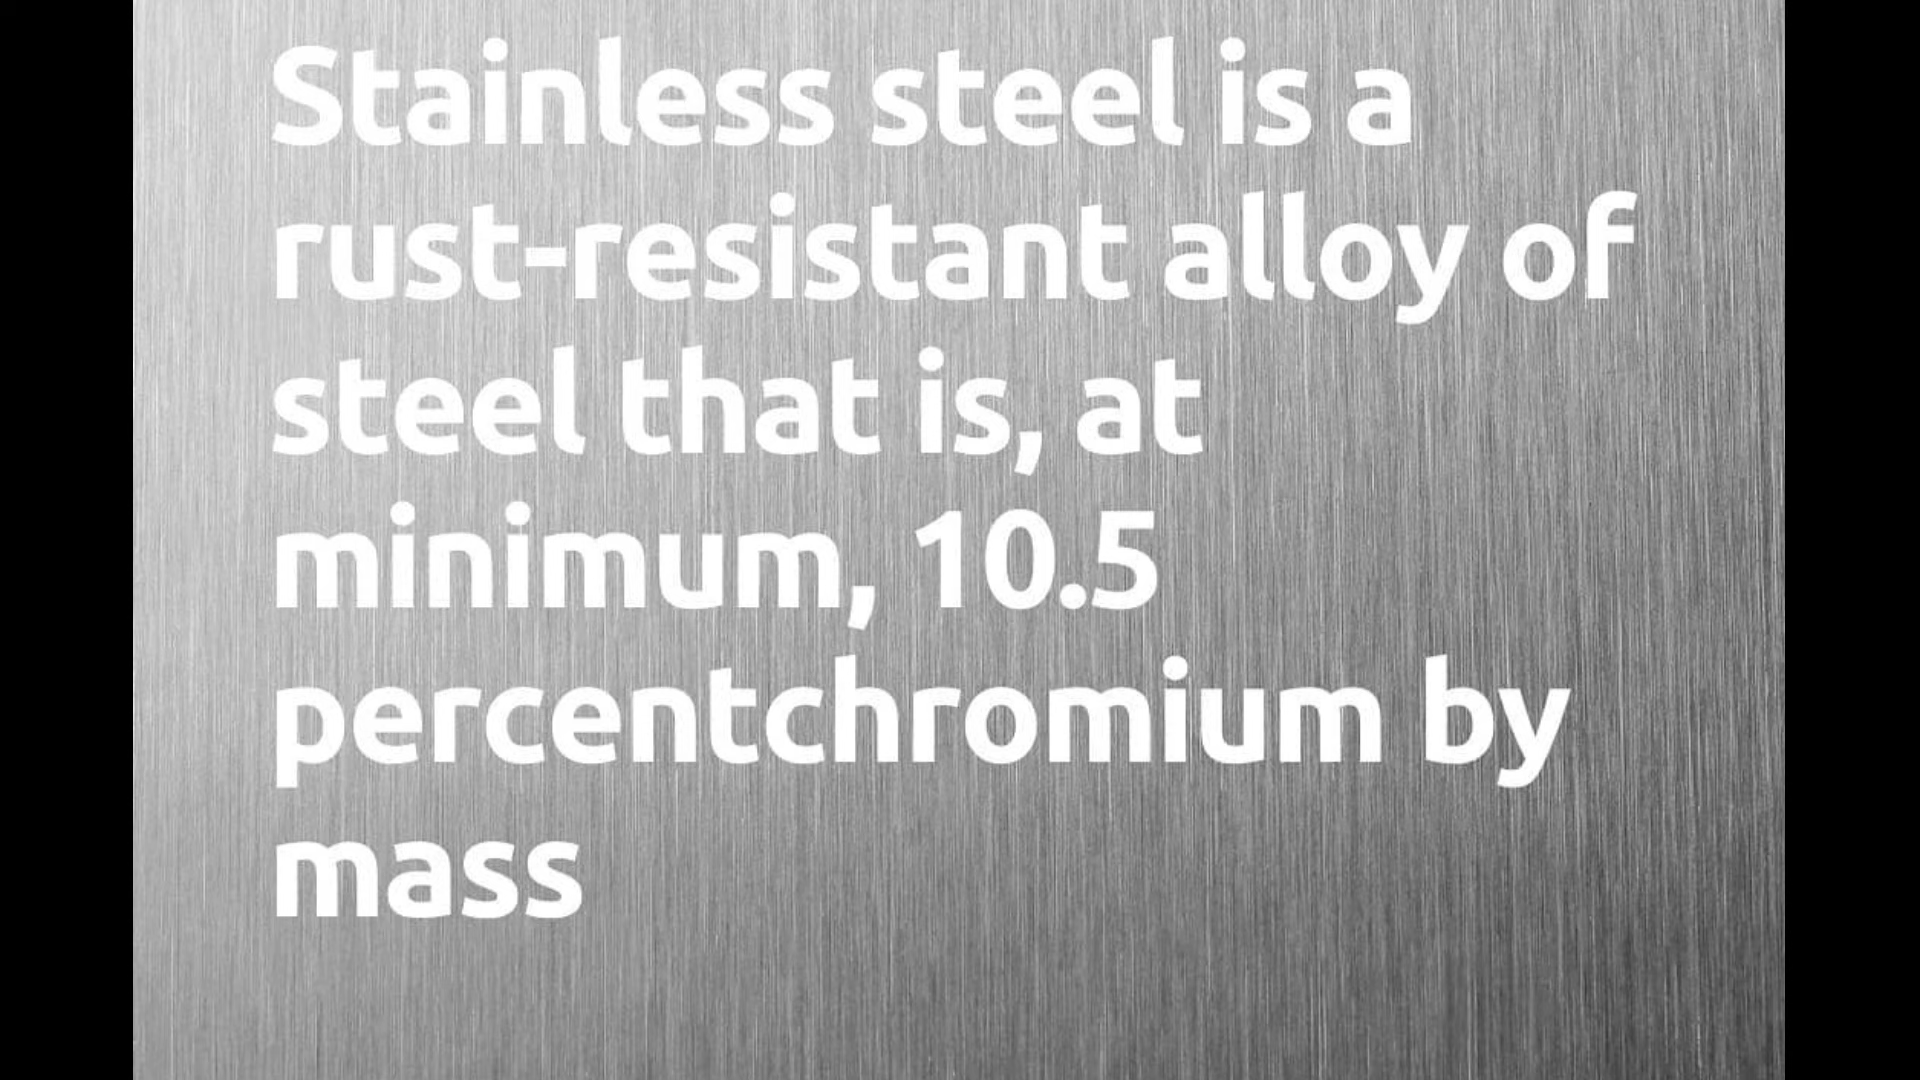 Stainless steel is a
rust-resistant alloy of
steel that is, at
minimum, 10.5
percentchromium by
mass